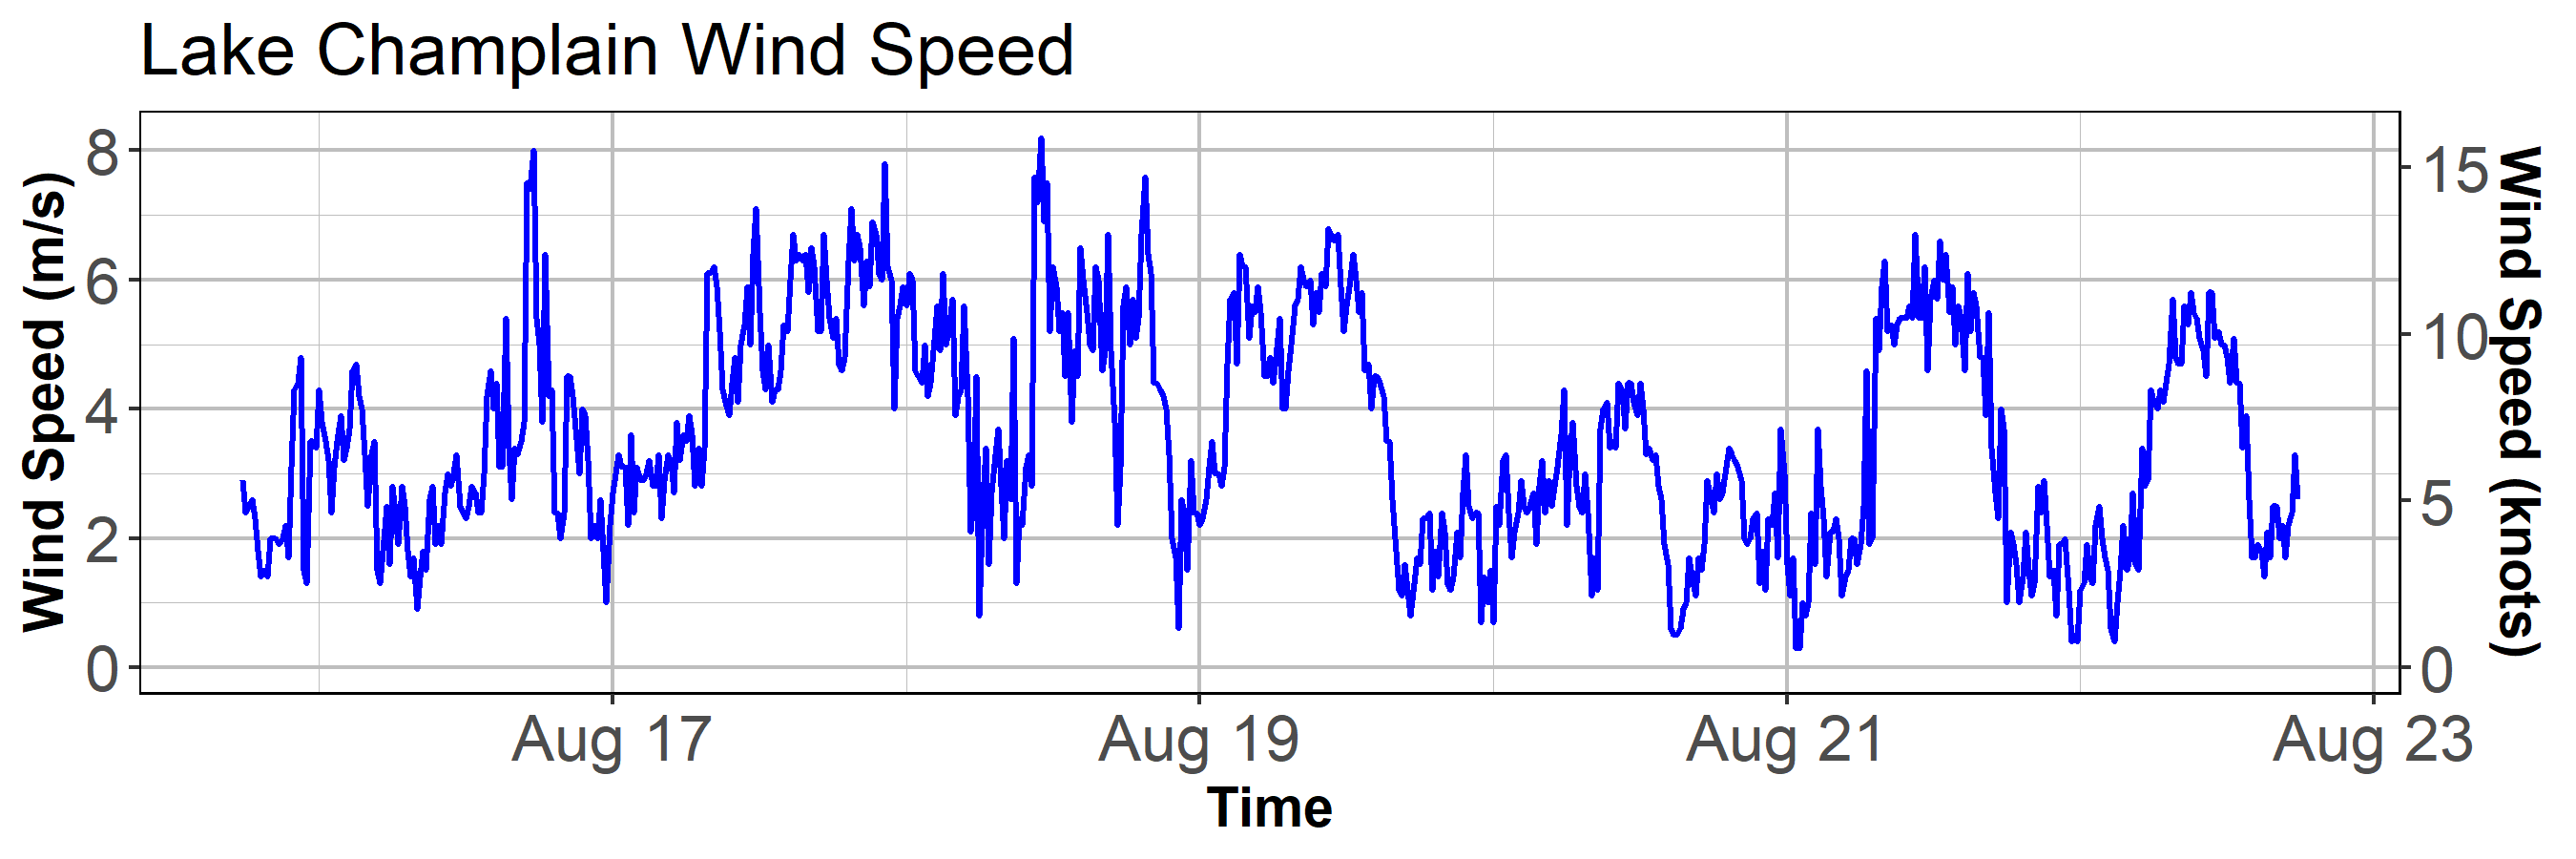 Lake Champlain Wind Speed
Wind Speed (m/s)
8
6
4
2
0
15
10
5
0
Wind Speed (knots)
Aug 17
Aug 19
Aug 21
Aug 23
Time